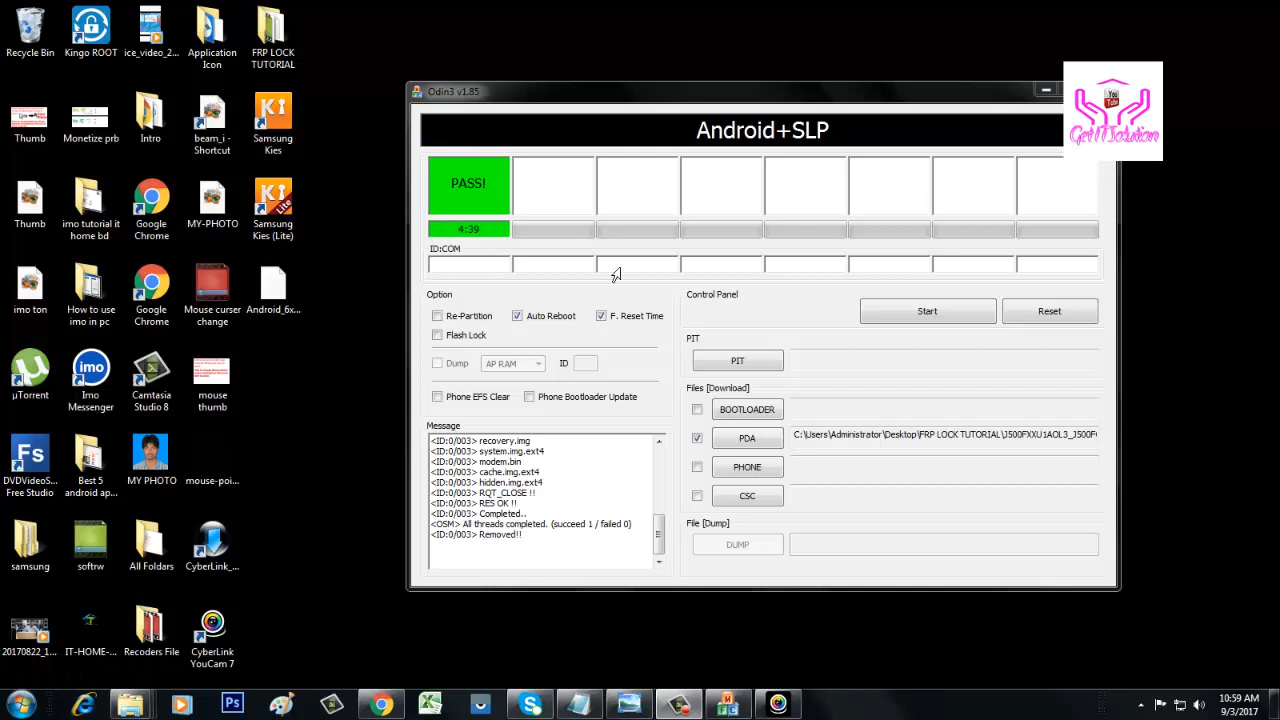 Recycle Bin
Kingo ROOT
ice_video_2...
Application
Icon
FRP LOCK
TUTORIAL
Thumb
Monetize prb
Intro
beam_i -
Shortcut
Samsung
Kies
Thumb
imo tutorial it
home bd
Google
Chrome
MY-PHOTO
Samsung
Kies (Lite)
imo ton
How to use
imo in pc
Google
Chrome
Mouse curser
change
Android_6x...
µTorrent
Imo
Messenger
Camtasia
Studio 8
mouse
thumb
DVDVideoS...
Free Studio
Best 5
android ap...
MY PHOTO
mouse-poi...
samsung
softrw
All Foldars
CyberLink_...
20170822_1...
IT-HOME-...
Recoders File
CyberLink
YouCam 7
Odin3 v1.85
You
Tube
Get IT Solution
Android+SLP
PASS!
4:39
ID:COM
Option
Re-Partition
Auto Reboot
F. Reset Time
Flash Lock
Dump
AP RAM
ID
Phone EFS Clear
Phone Bootloader Update
Message
<ID:0/003> recovery.img
<ID:0/003> system.img.ext4
<ID:0/003> modem.bin
<ID:0/003> cache.img.ext4
<ID:0/003> hidden.img.ext4
<ID:0/003> RQT_CLOSE !!
<ID:0/003> RES OK !!
<ID:0/003> Completed..
<OSM> All threads completed. (succeed 1 / failed 0)
<ID:0/003> Removed!!
Control Panel
Start
Reset
PIT
PIT
Files [Download]
BOOTLOADER
PDA
C:\Users\Administrator\Desktop\FRP LOCK TUTORIAL\J500FXXU1AOL3_J500F
PHONE
CSC
File [Dump]
DUMP
10:59 AM
9/3/2017